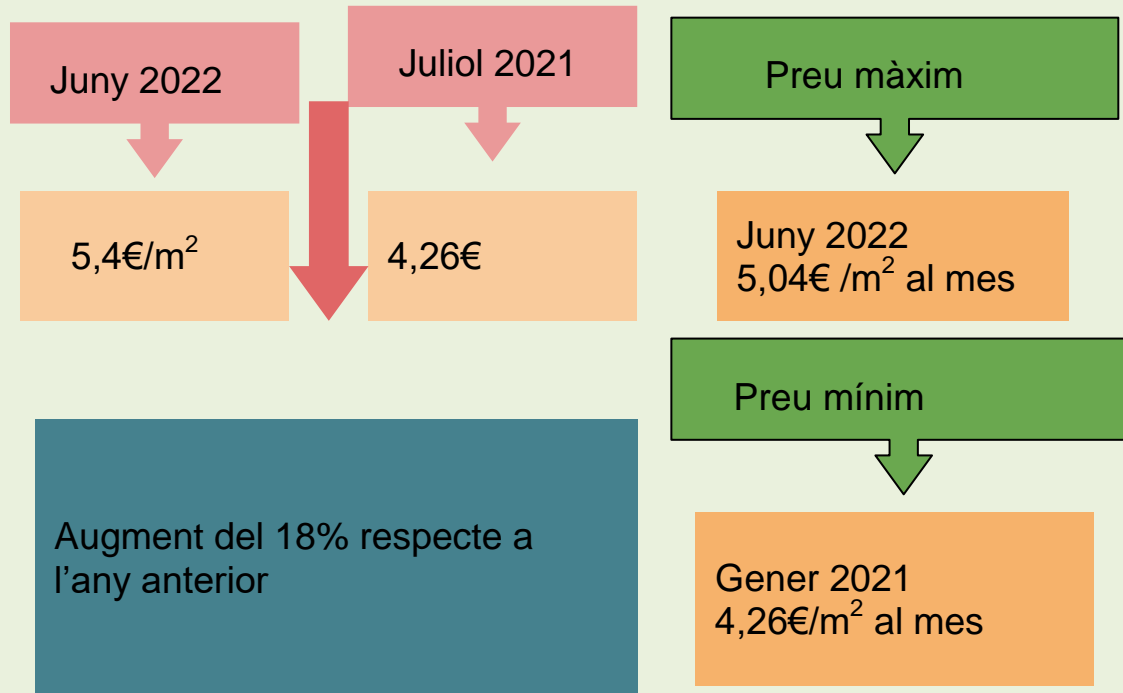 Juny 2022
Juliol 2021
5,4€/m²
4,26€
Augment del 18% respecte a
l’any anterior
Preu màxim
Juny 2022
5,04€ /m² al mes
Preu mínim
Gener 2021
4,26€/m² al mes